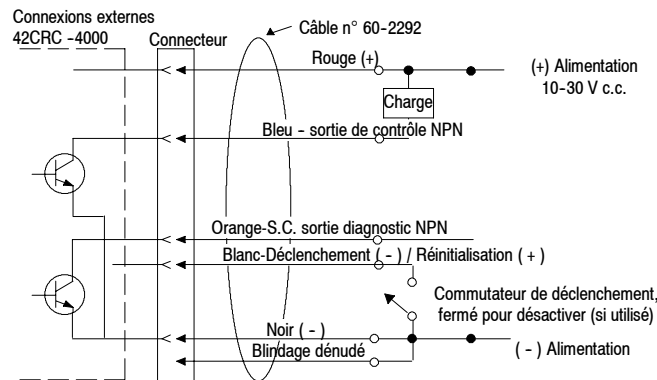 Connexions externes
42CRC -4000
Connecteur
Câble n° 60-2292
Rouge (+)
(+) Alimentation
10-30 V c.c.
Charge
Bleu - sortie de contrôle NPN
Orange-S.C. sortie diagnostic NPN
Blanc-Déclenchement ( - ) / Réinitialisation ( + )
Commutateur de déclenchement,
fermé pour désactiver (si utilisé)
Noir ( - )
( - ) Alimentation
Blindage dénudé